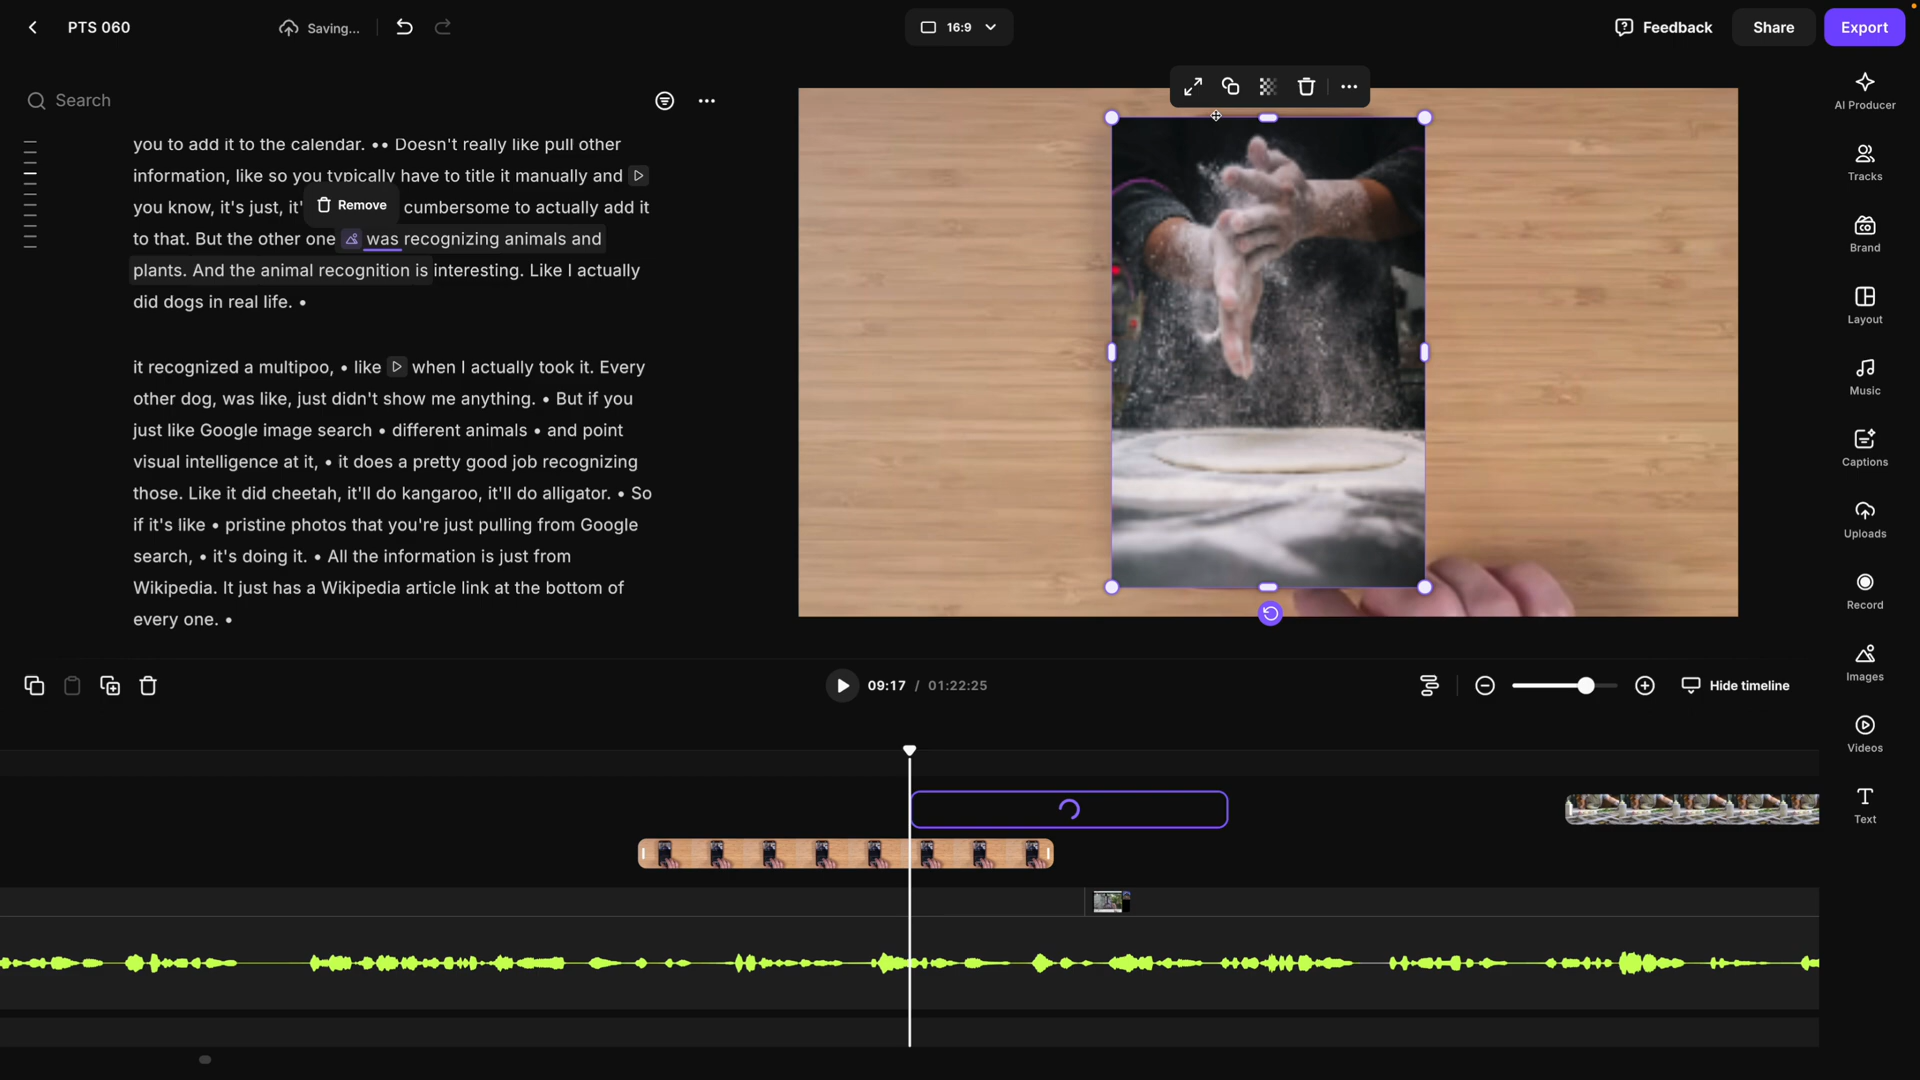 PTS 060
Saving...
16:9
Feedback
Share
Export
Search
you to add it to the calendar. •• Doesn't really like pull other
information, like so you typically have to title it manually and
you know, it's just, it'
Remove
cumbersome to actually add it
to that. But the other one was recognizing animals and
plants. And the animal recognition is interesting. Like I actually
did dogs in real life. •
it recognized a multipoo, • like when I actually took it. Every
other dog, was like, just didn't show me anything. • But if you
just like Google image search • different animals • and point
visual intelligence at it, • it does a pretty good job recognizing
those. Like it did cheetah, it'll do kangaroo, it'll do alligator. • So
if it's like • pristine photos that you're just pulling from Google
search, • it's doing it. • All the information is just from
Wikipedia. It just has a Wikipedia article link at the bottom of
every one. •
AI Producer
Tracks
Brand
Layout
Music
Captions
Uploads
Record
Images
Videos
Text
09:17 / 01:22:25
Hide timeline